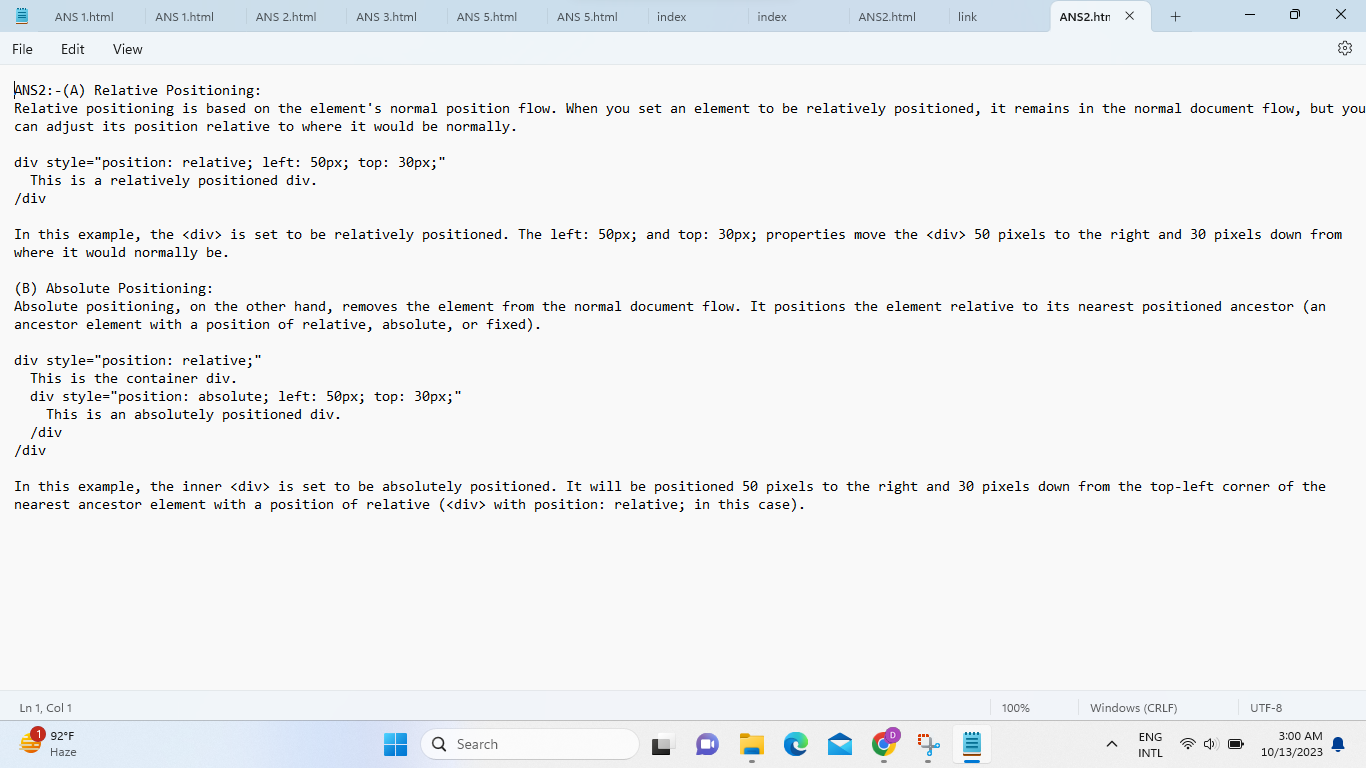 ANS 1.html
ANS 1.html
ANS 2.html
ANS 3.html
ANS 5.html
ANS 5.html
index
index
ANS2.html
link
ANS2.htm
File
Edit
View
ANS2:-(A) Relative Positioning:
Relative positioning is based on the element's normal position flow. When you set an element to be relatively positioned, it remains in the normal document flow, but you
can adjust its position relative to where it would be normally.
div style="position: relative; left: 50px; top: 30px;"
This is a relatively positioned div.
/div
In this example, the <div> is set to be relatively positioned. The left: 50px; and top: 30px; properties move the <div> 50 pixels to the right and 30 pixels down from
where it would normally be.
(B) Absolute Positioning:
Absolute positioning, on the other hand, removes the element from the normal document flow. It positions the element relative to its nearest positioned ancestor (an
ancestor element with a position of relative, absolute, or fixed).
div style="position: relative;"
This is the container div.
div style="position: absolute; left: 50px; top: 30px;"
This is an absolutely positioned div.
/div
/div
In this example, the inner <div> is set to be absolutely positioned. It will be positioned 50 pixels to the right and 30 pixels down from the top-left corner of the
nearest ancestor element with a position of relative (<div> with position: relative; in this case).
Ln 1, Col 1
100%
Windows (CRLF)
UTF-8
1
92°F
Haze
Search
D
ENG
INTL
3:00 AM
10/13/2023